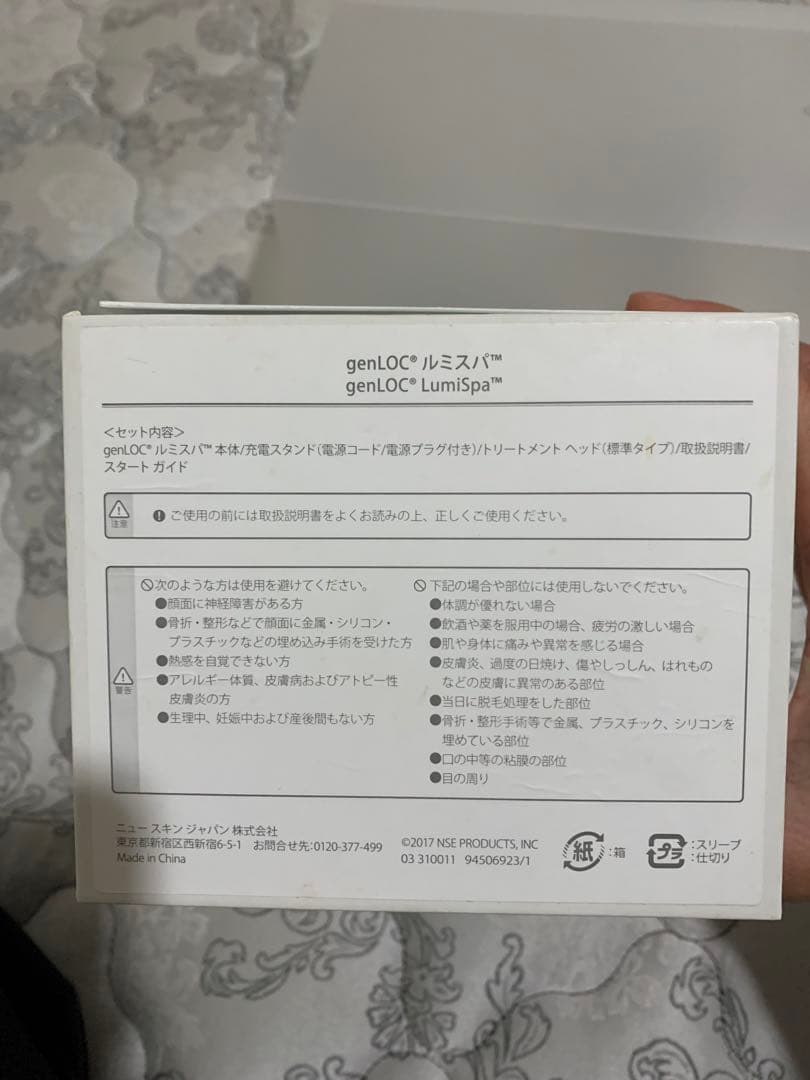 genLOC® ルミスパ™
genLOC® LumiSpa™
＜セット内容＞
genLOC® ルミスパ™ 本体/充電スタンド(電源コード/電源プラグ付き)/トリートメント ヘッド(標準タイプ)/取扱説明書/
スタート ガイド
注意
ご使用の前には取扱説明書をよくお読みの上、正しくご使用ください。
警告
次のような方は使用を避けてください。
●顔面に神経障害がある方
●骨折・整形などで顔面に金属・シリコン・
プラスチックなどの埋め込み手術を受けた方
●熱感を自覚できない方
●アレルギー体質、皮膚病およびアトピー性
皮膚炎の方
●生理中、妊娠中および産後間もない方
下記の場合や部位には使用しないでください。
●体調が優れない場合
●飲酒や薬を服用中の場合、疲労の激しい場合
●肌や身体に痛みや異常を感じる場合
●皮膚炎、過度の日焼け、傷やしっしん、はれもの
などの皮膚に異常のある部位
●当日に脱毛処理をした部位
●骨折・整形手術等で金属、プラスチック、シリコンを
埋めている部位
●口の中等の粘膜の部位
●目の周り
ニュー スキン ジャパン 株式会社
東京都新宿区西新宿6-5-1 お問合せ先:0120-377-499
Made in China
©2017 NSE PRODUCTS, INC
03 310011 94506923/1
紙 :箱
プラ :スリーブ
:仕切り